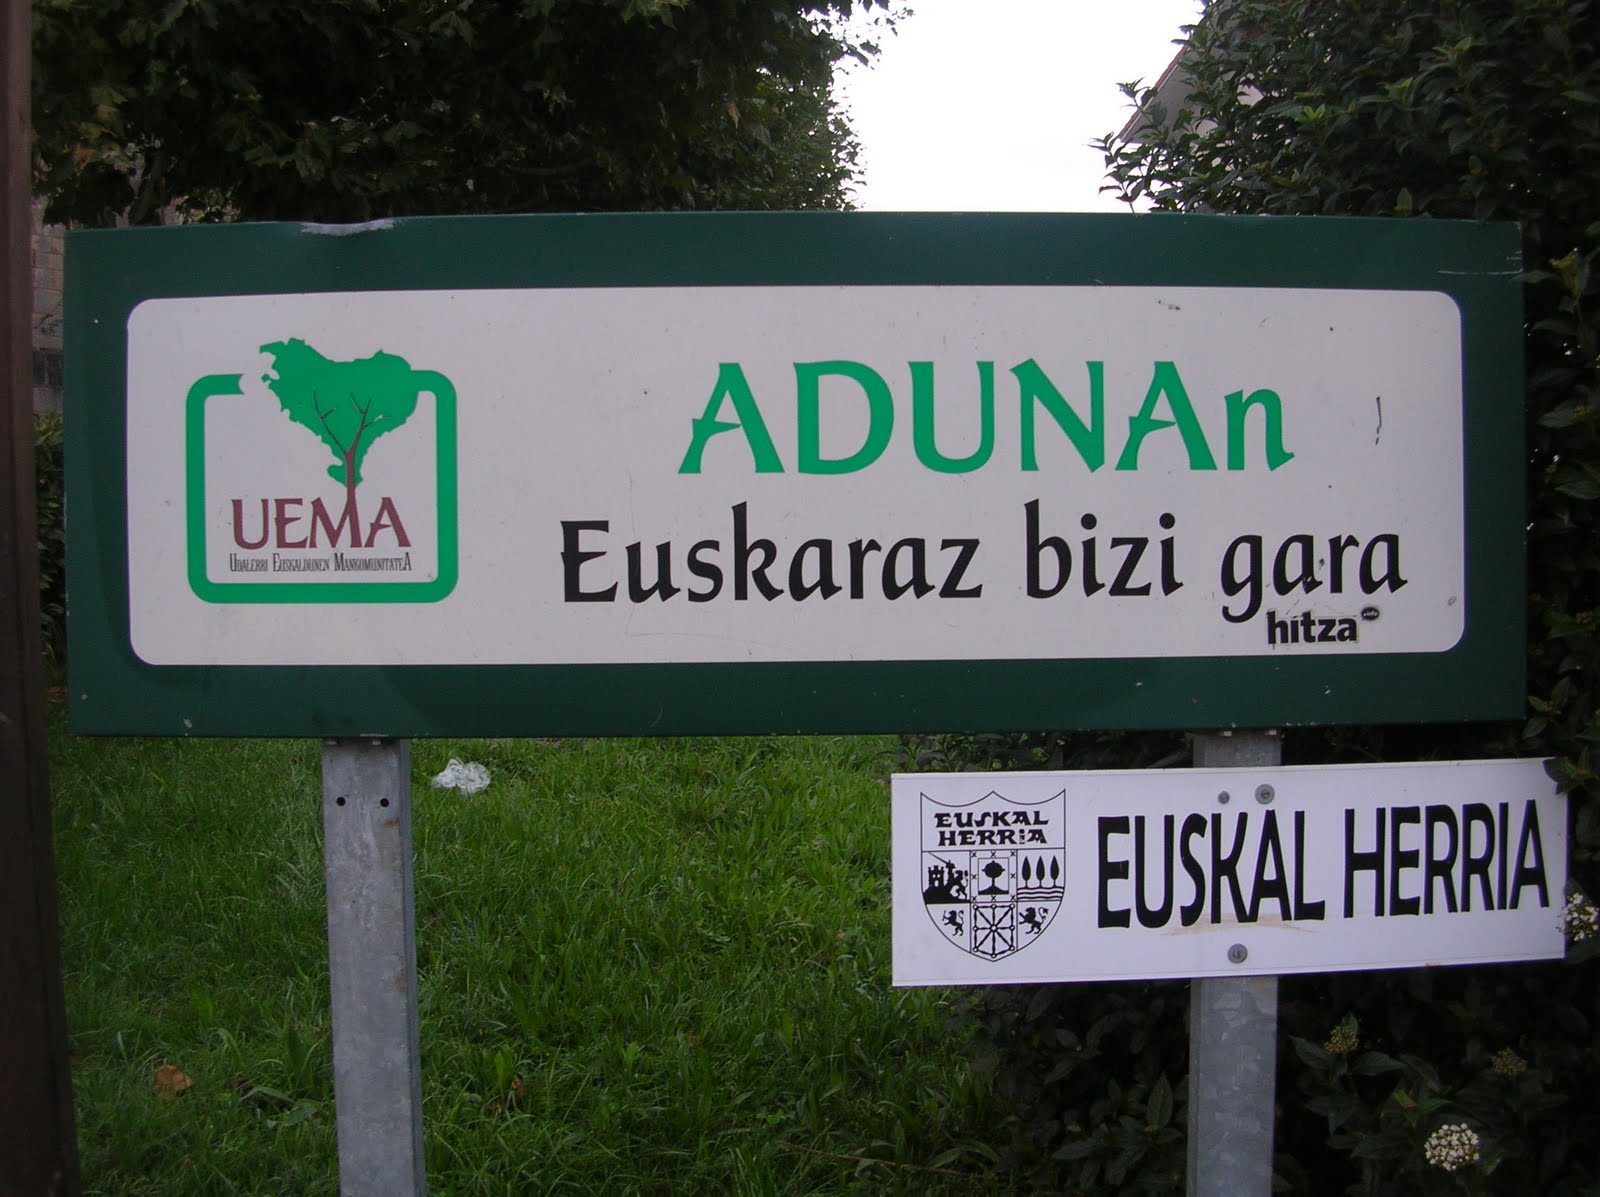 ADUNAn
UEMA
UDALERRI EUSKALDUNEN MANKOMUNITATEA
Euskaraz bizi gara
hitza
EUSKAL
HERRIA
EUSKAL HERRIA